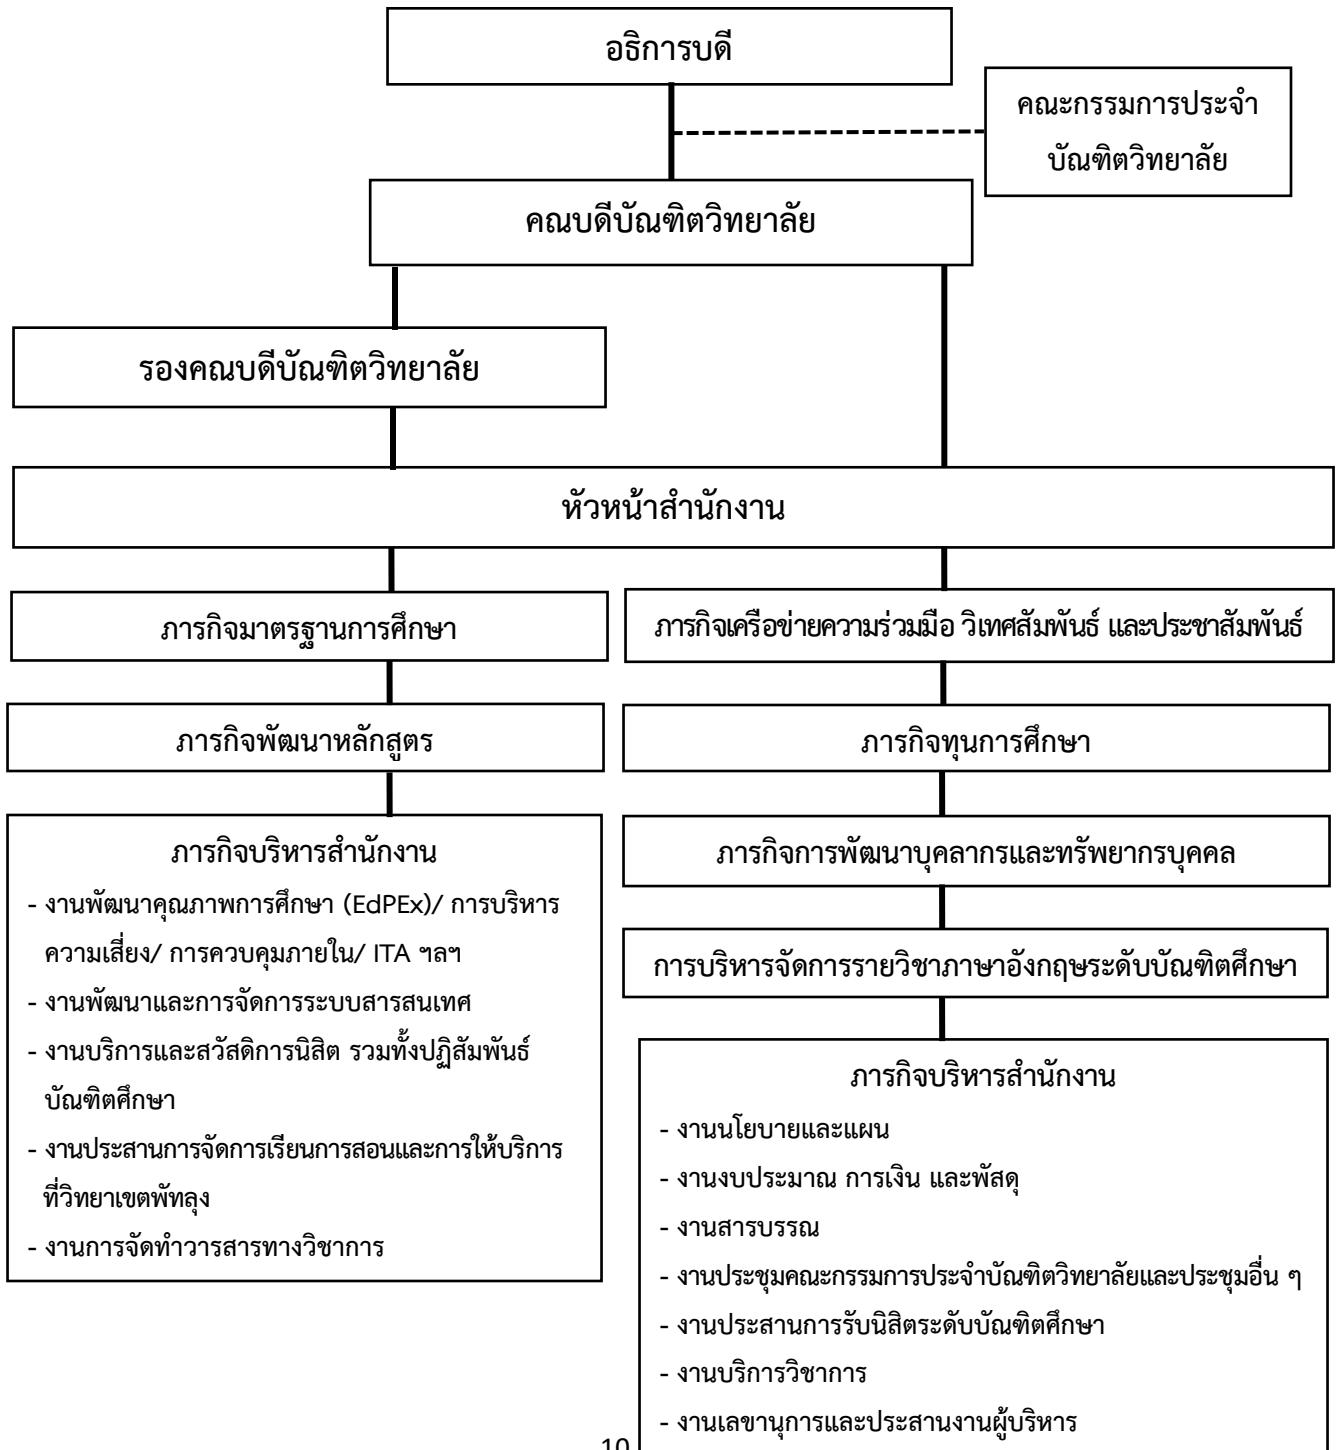 อธิการบดี
คณะกรรมการประจำ
บัณฑิตวิทยาลัย
คณบดีบัณฑิตวิทยาลัย
รองคณบดีบัณฑิตวิทยาลัย
หัวหน้าสำนักงาน
ภารกิจมาตรฐานการศึกษา
ภารกิจพัฒนาหลักสูตร
ภารกิจบริหารสำนักงาน
- งานพัฒนาคุณภาพการศึกษา (EdPEx)/ การบริหาร
ความเสี่ยง/ การควบคุมภายใน/ ITA ฯลฯ
- งานพัฒนาและการจัดการระบบสารสนเทศ
- งานบริการและสวัสดิการนิสิต รวมทั้งปฏิสัมพันธ์
บัณฑิตศึกษา
- งานประสานการจัดการเรียนการสอนและการให้บริการ
ที่วิทยาเขตพัทลุง
- งานการจัดทำวารสารทางวิชาการ
ภารกิจเครือข่ายความร่วมมือ วิเทศสัมพันธ์ และประชาสัมพันธ์
ภารกิจทุนการศึกษา
ภารกิจการพัฒนาบุคลากรและทรัพยากรบุคคล
การบริหารจัดการรายวิชาภาษาอังกฤษระดับบัณฑิตศึกษา
ภารกิจบริหารสำนักงาน
- งานนโยบายและแผน
- งานงบประมาณ การเงิน และพัสดุ
- งานสารบรรณ
- งานประชุมคณะกรรมการประจำบัณฑิตวิทยาลัยและประชุมอื่น ๆ
- งานประสานการรับนิสิตระดับบัณฑิตศึกษา
- งานบริการวิชาการ
- งานเลขานุการและประสานงานผู้บริหาร
10